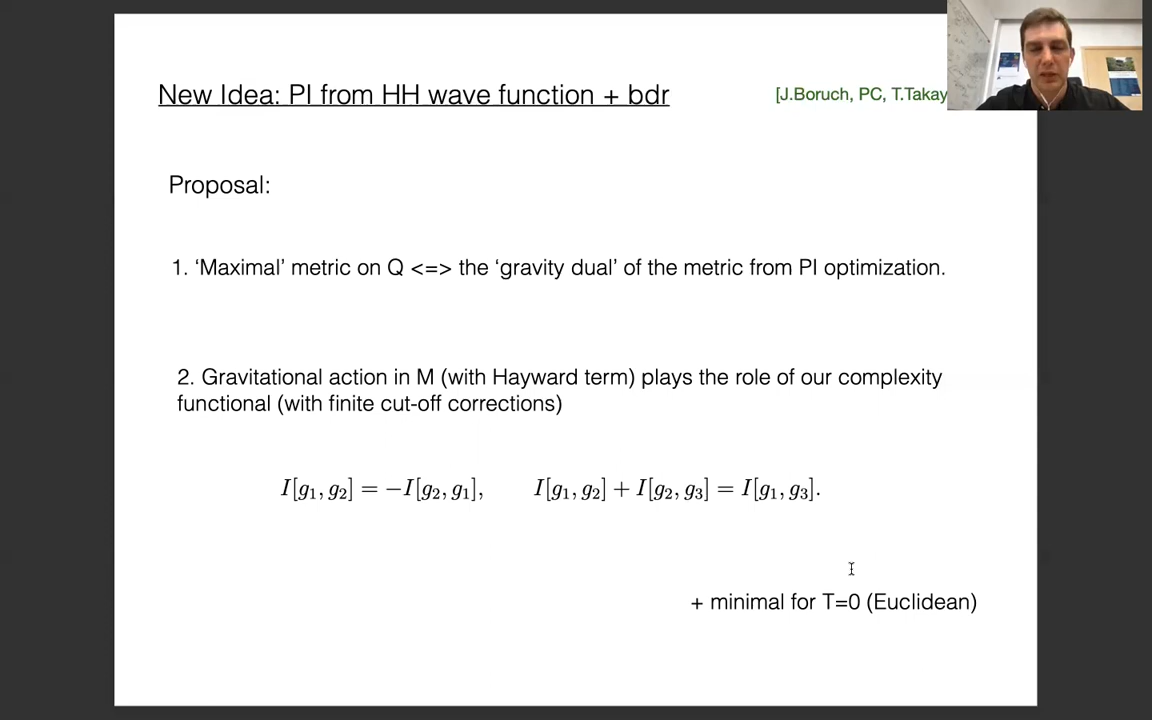 New Idea: PI from HH wave function + bdr
[J.Boruch, PC, T.Takay
Proposal:
1. ‘Maximal’ metric on Q <=> the ‘gravity dual’ of the metric from PI optimization.
2. Gravitational action in M (with Hayward term) plays the role of our complexity
functional (with finite cut-off corrections)
I[g₁, g₂] = −I[g₂, g₁], I[g₁, g₂] + I[g₂, g₃] = I[g₁, g₃].
+ minimal for T=0 (Euclidean)